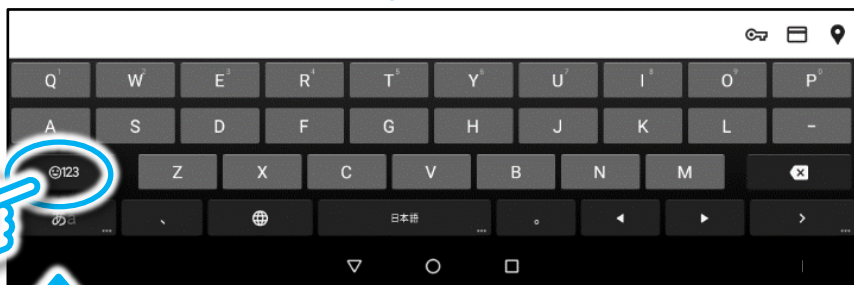 Q1 W2 E3 R4 T5 Y6 U7 I8 O9 P0
A S D F G H J K L −
☺123 Z X C V B N M
あa 、 日本語 。 ◀ ▶ >